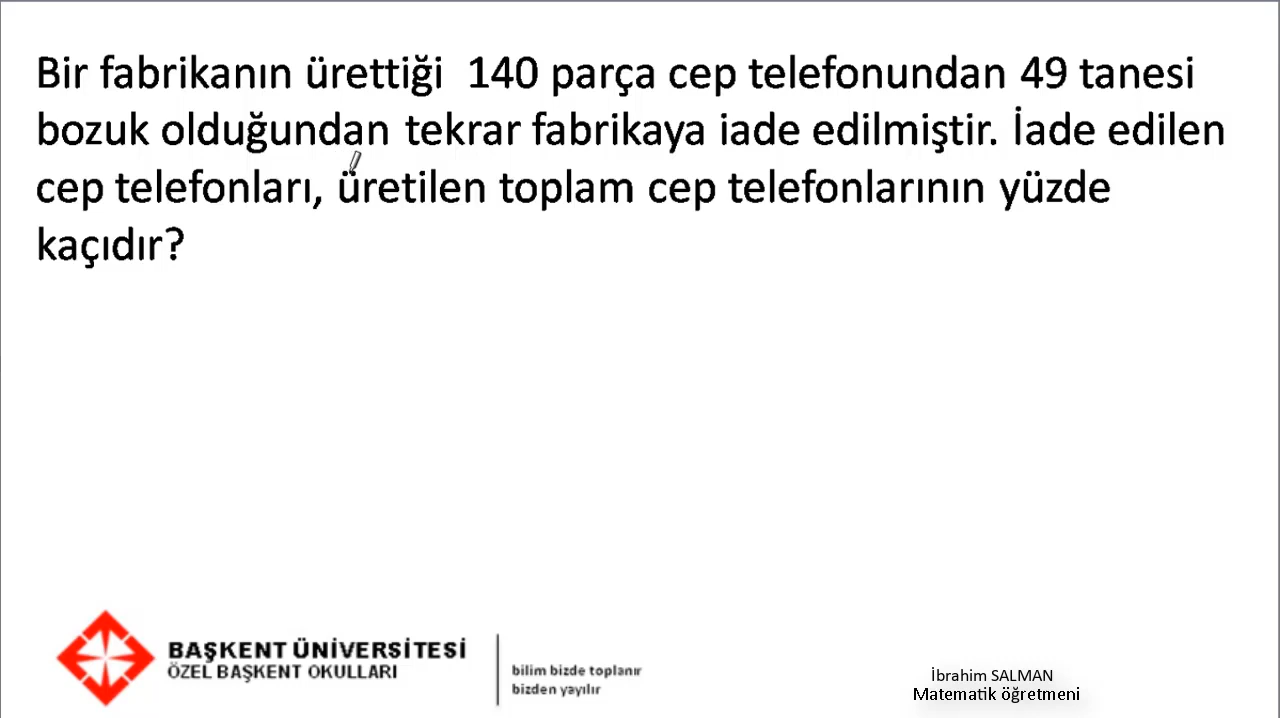 Bir fabrikanın ürettiği 140 parça cep telefonundan 49 tanesi
bozuk olduğundan tekrar fabrikaya iade edilmiştir. İade edilen
cep telefonları, üretilen toplam cep telefonlarının yüzde
kaçıdır?
BAŞKENT ÜNİVERSİTESİ
ÖZEL BAŞKENT OKULLARI
bilim bizde toplanır
bizden yayılır
İbrahim SALMAN
Matematik öğretmeni